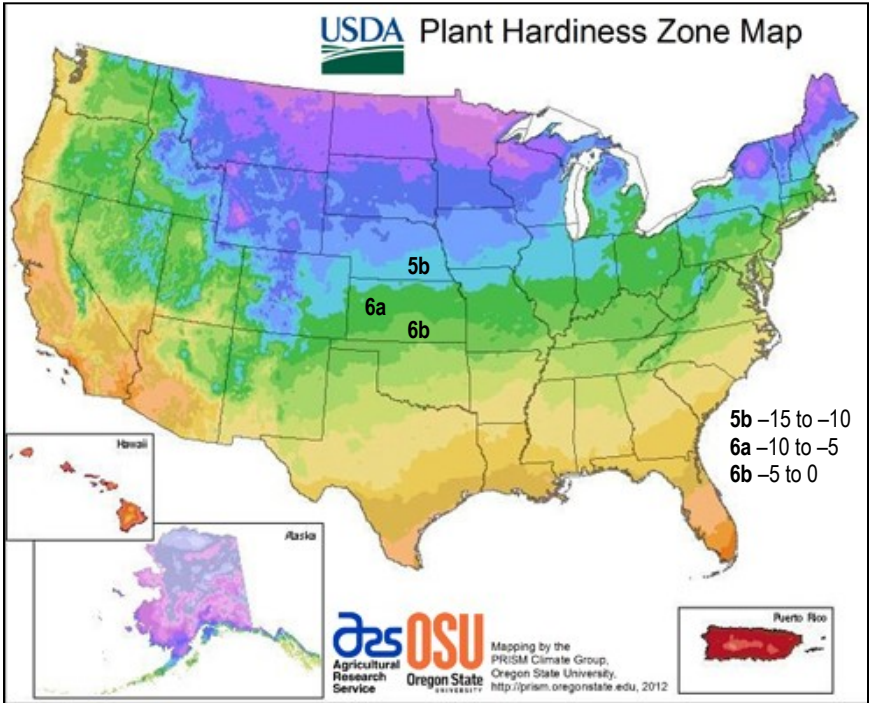 USDA Plant Hardiness Zone Map
5b
6a
6b
5b –15 to –10
6a –10 to –5
6b –5 to 0
Hawaii
Alaska
Puerto Rico
ars
Agricultural
Research
Service
OSU
Oregon State
UNIVERSITY
Mapping by the
PRISM Climate Group,
Oregon State University,
http://prism.oregonstate.edu, 2012